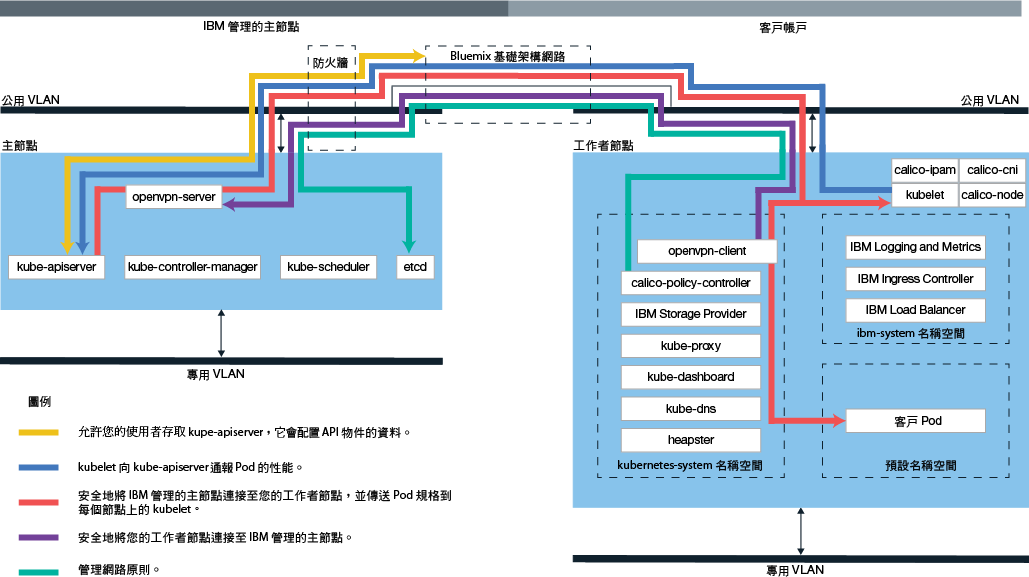 IBM 管理的主節點
客戶帳戶
防火牆
Bluemix 基礎架構網路
公用 VLAN
公用 VLAN
主節點
工作者節點
openvpn-server
kube-apiserver
kube-controller-manager
kube-scheduler
etcd
calico-ipam
calico-cni
kubelet
calico-node
openvpn-client
calico-policy-controller
IBM Storage Provider
kube-proxy
kube-dashboard
kube-dns
heapster
kubernetes-system 名稱空間
IBM Logging and Metrics
IBM Ingress Controller
IBM Load Balancer
ibm-system 名稱空間
客戶 Pod
預設名稱空間
專用 VLAN
專用 VLAN
圖例
允許您的使用者存取 kupe-apiserver，它會配置 API 物件的資料。
kubelet 向 kube-apiserver 通報 Pod 的性能。
安全地將 IBM 管理的主節點連接至您的工作者節點，並傳送 Pod 規格到
每個節點上的 kubelet。
安全地將您的工作者節點連接至 IBM 管理的主節點。
管理網路原則。